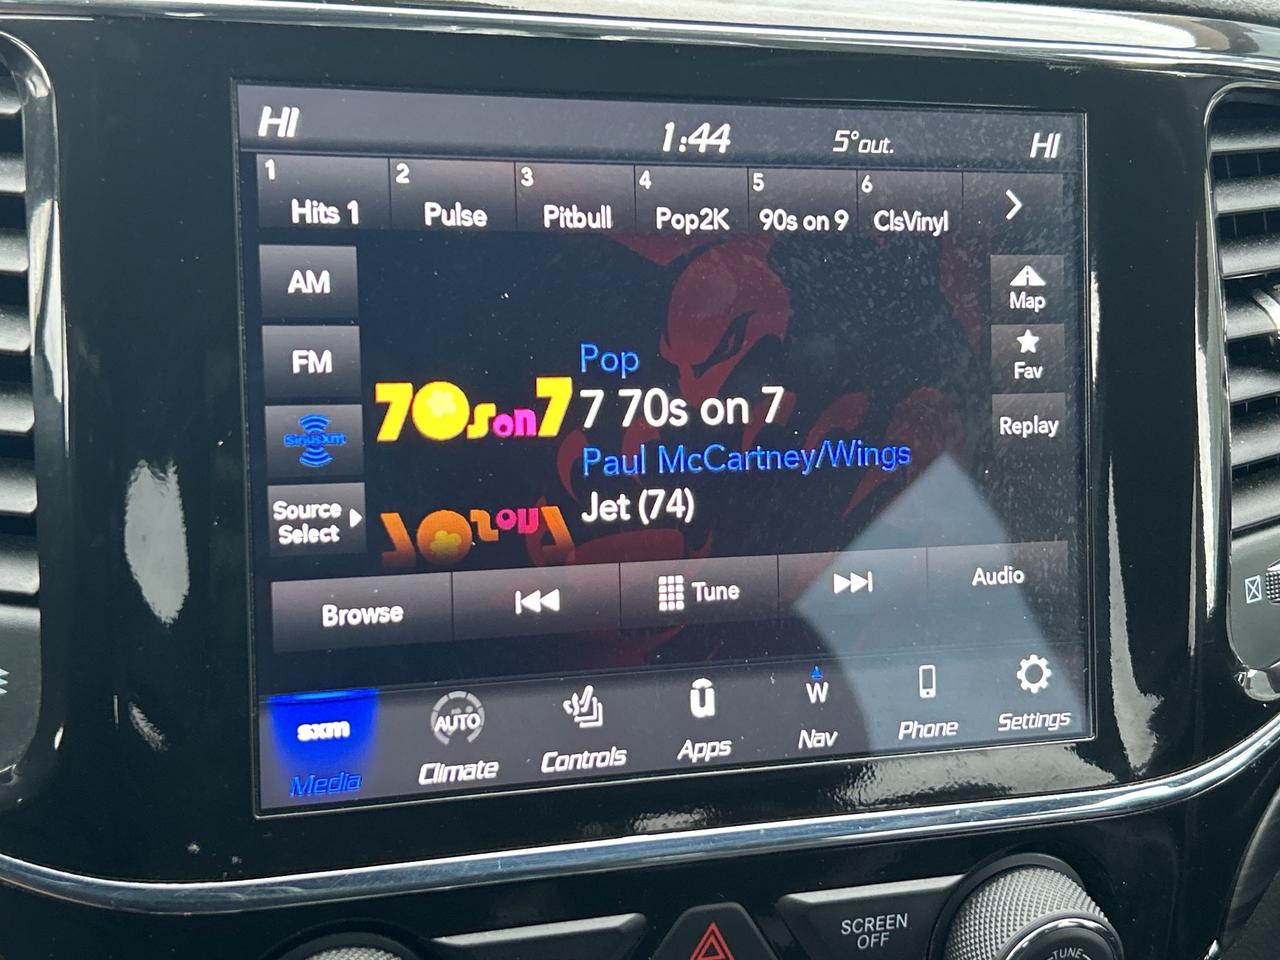 HI 1:44 5°out. HI
1 Hits 1
2 Pulse
3 Pitbull
4 Pop2K
5 90s on 9
6 ClsVinyl
AM
FM
SiriusXM
Source
Select
70s on 7
Pop
7 70s on 7
Paul McCartney/Wings
Jet (74)
Map
Fav
Replay
Browse
Tune
Audio
sxm
Media
AUTO
Climate
Controls
u
Apps
W
Nav
Phone
Settings
SCREEN
OFF
TUNE